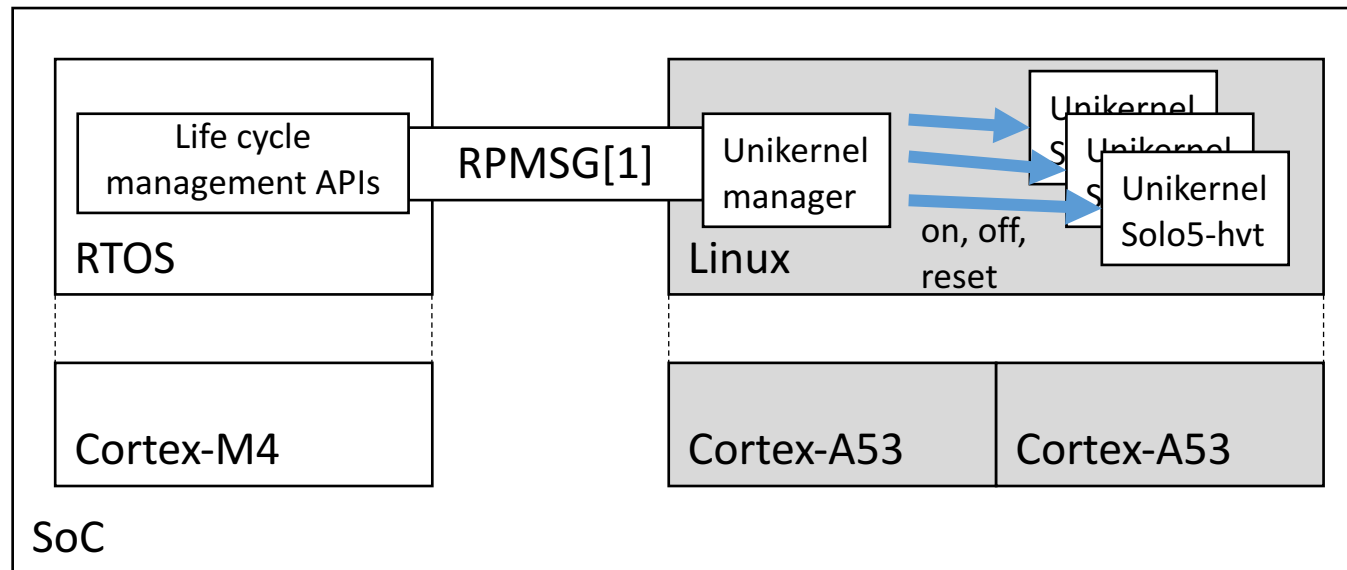 Life cycle
management APIs
RTOS
RPMSG[1]
Unikernel
manager
Linux
on, off,
reset
Unikernel
S
Unikernel
S
Unikernel
Solo5-hvt
Cortex-M4
Cortex-A53
Cortex-A53
SoC